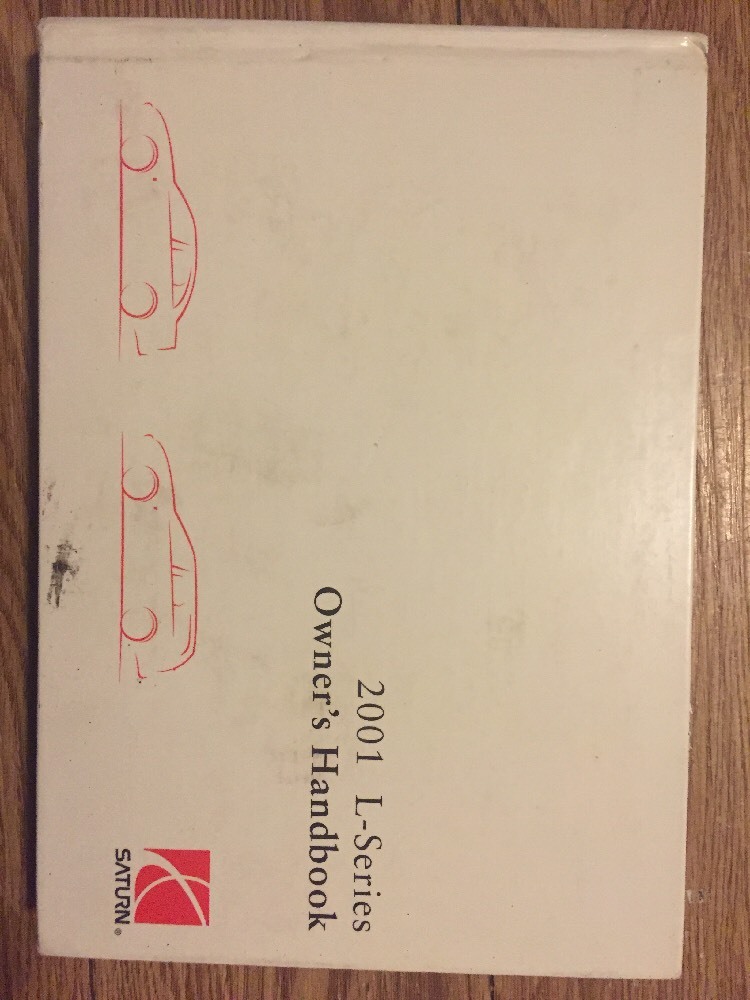 2001 L-Series
Owner's Handbook
SATURN®